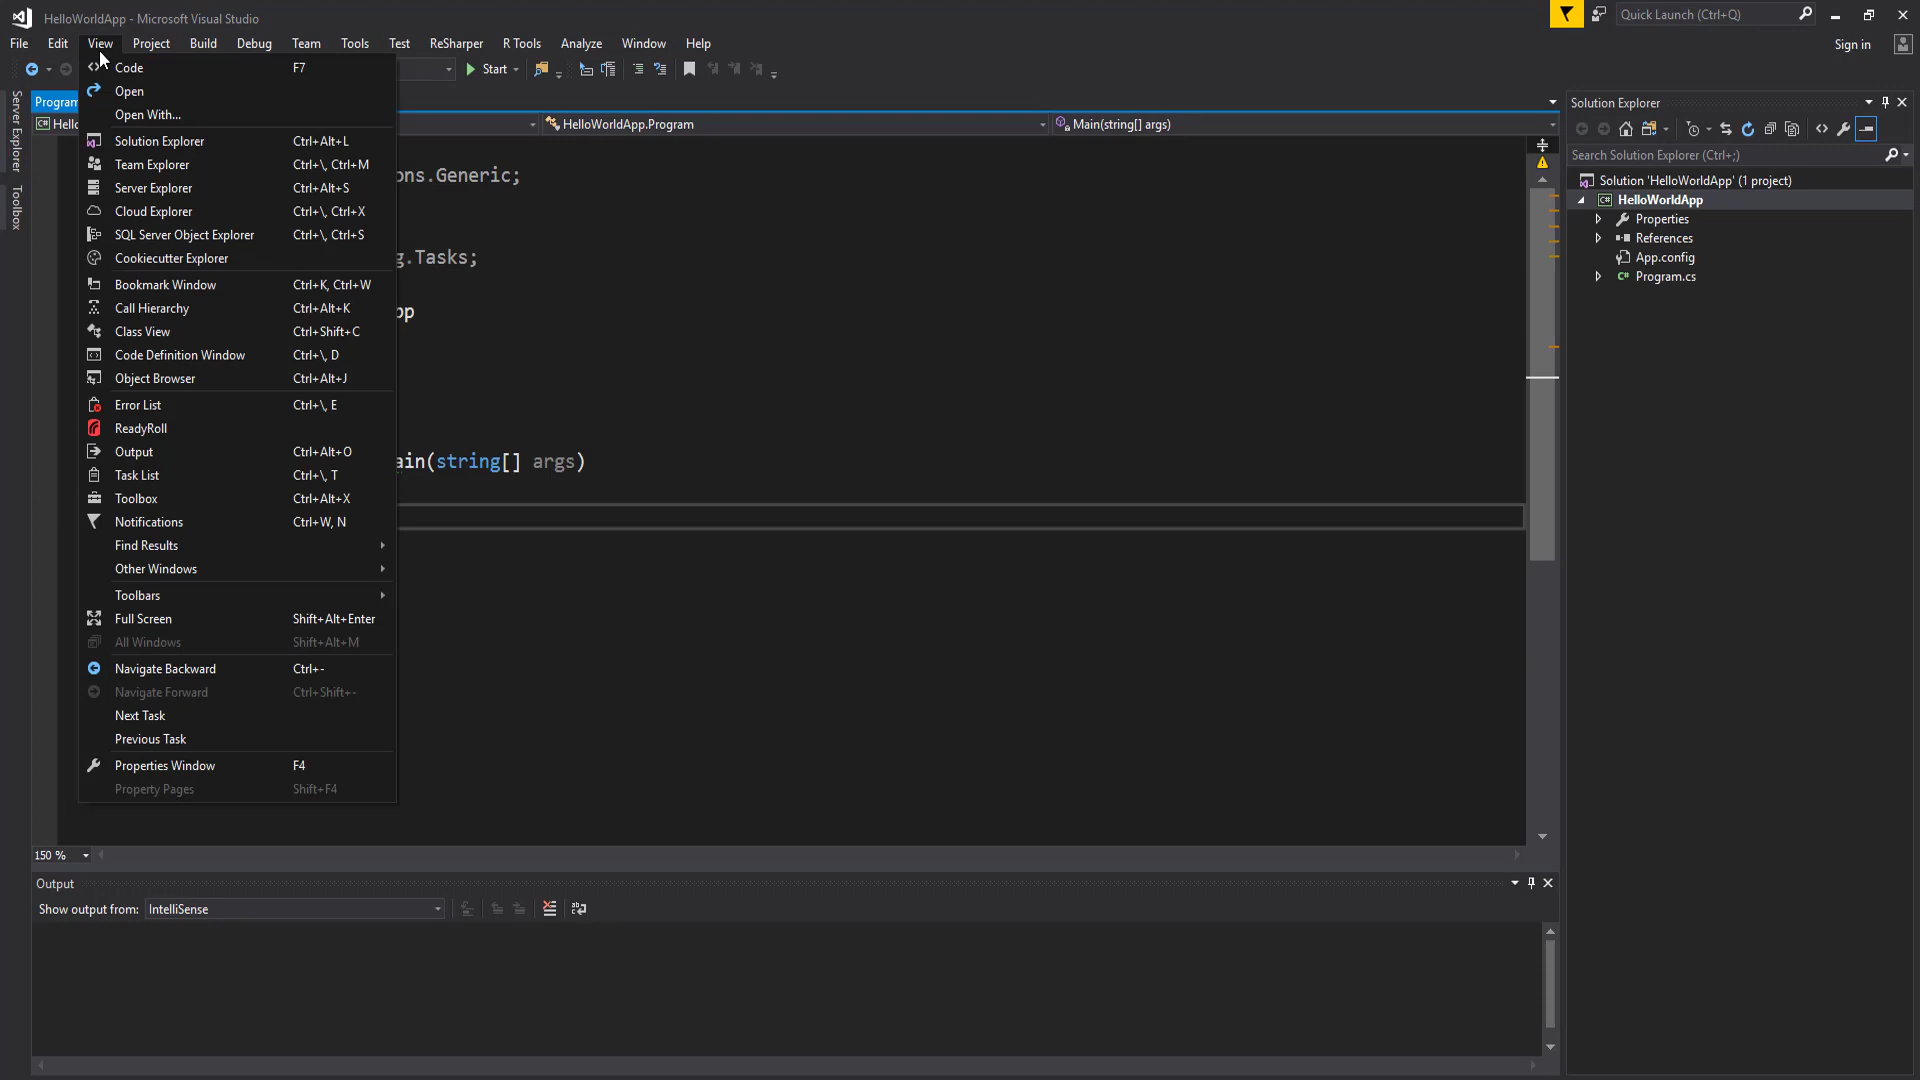 HelloWorldApp - Microsoft Visual Studio
Quick Launch (Ctrl+Q)
File Edit View Project Build Debug Team Tools Test ReSharper R Tools Analyze Window Help
Sign in
Start
Code F7
Open
Open With...
Solution Explorer Ctrl+Alt+L
Team Explorer Ctrl+\, Ctrl+M
Server Explorer Ctrl+Alt+S
Cloud Explorer Ctrl+\, Ctrl+X
SQL Server Object Explorer Ctrl+\, Ctrl+S
Cookiecutter Explorer
Bookmark Window Ctrl+K, Ctrl+W
Call Hierarchy Ctrl+Alt+K
Class View Ctrl+Shift+C
Code Definition Window Ctrl+\, D
Object Browser Ctrl+Alt+J
Error List Ctrl+\, E
ReadyRoll
Output Ctrl+Alt+O
Task List Ctrl+\, T
Toolbox Ctrl+Alt+X
Notifications Ctrl+W, N
Find Results
Other Windows
Toolbars
Full Screen Shift+Alt+Enter
All Windows Shift+Alt+M
Navigate Backward Ctrl+-
Navigate Forward Ctrl+Shift+-
Next Task
Previous Task
Properties Window F4
Property Pages Shift+F4
Server Explorer
Toolbox
Program
C# Hello
HelloWorldApp.Program
Main(string[] args)
ons.Generic;
g.Tasks;
pp
ain(string[] args)
150 %
Output
Show output from: IntelliSense
Solution Explorer
Search Solution Explorer (Ctrl+;)
Solution 'HelloWorldApp' (1 project)
C# HelloWorldApp
Properties
References
App.config
C# Program.cs